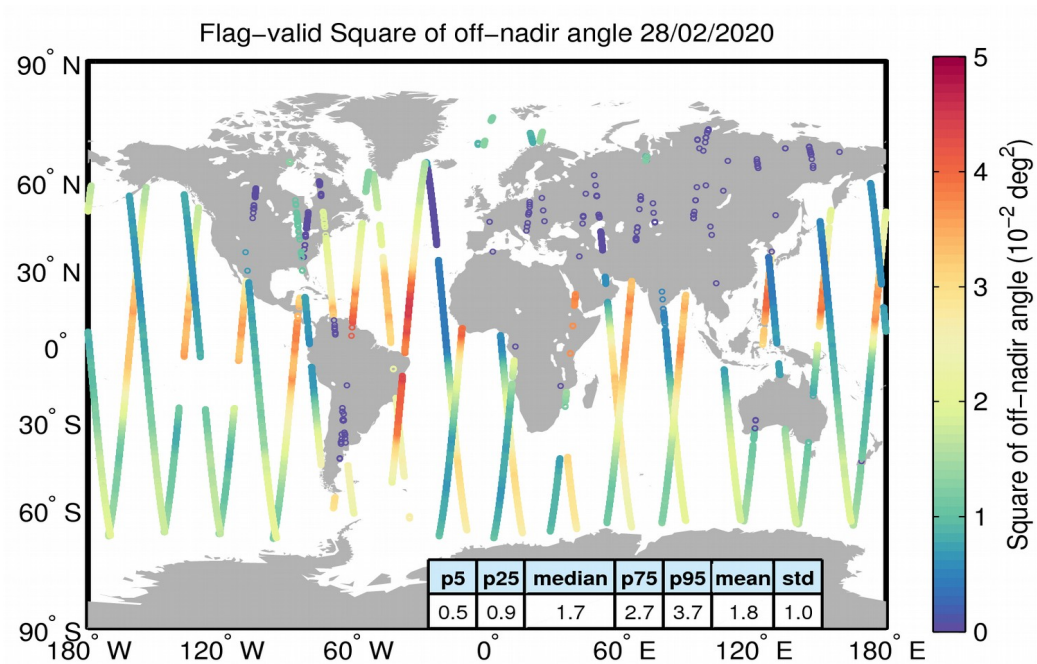 Flag−valid Square of off−nadir angle 28/02/2020
90° N
60° N
30° N
0°
30° S
60° S
90° S
180° W
120° W
60° W
0°
60° E
120° E
180° E
p5 p25 median p75 p95 mean std
0.5 0.9 1.7 2.7 3.7 1.8 1.0
5
4
3
2
1
0
Square of off−nadir angle (10⁻² deg²)